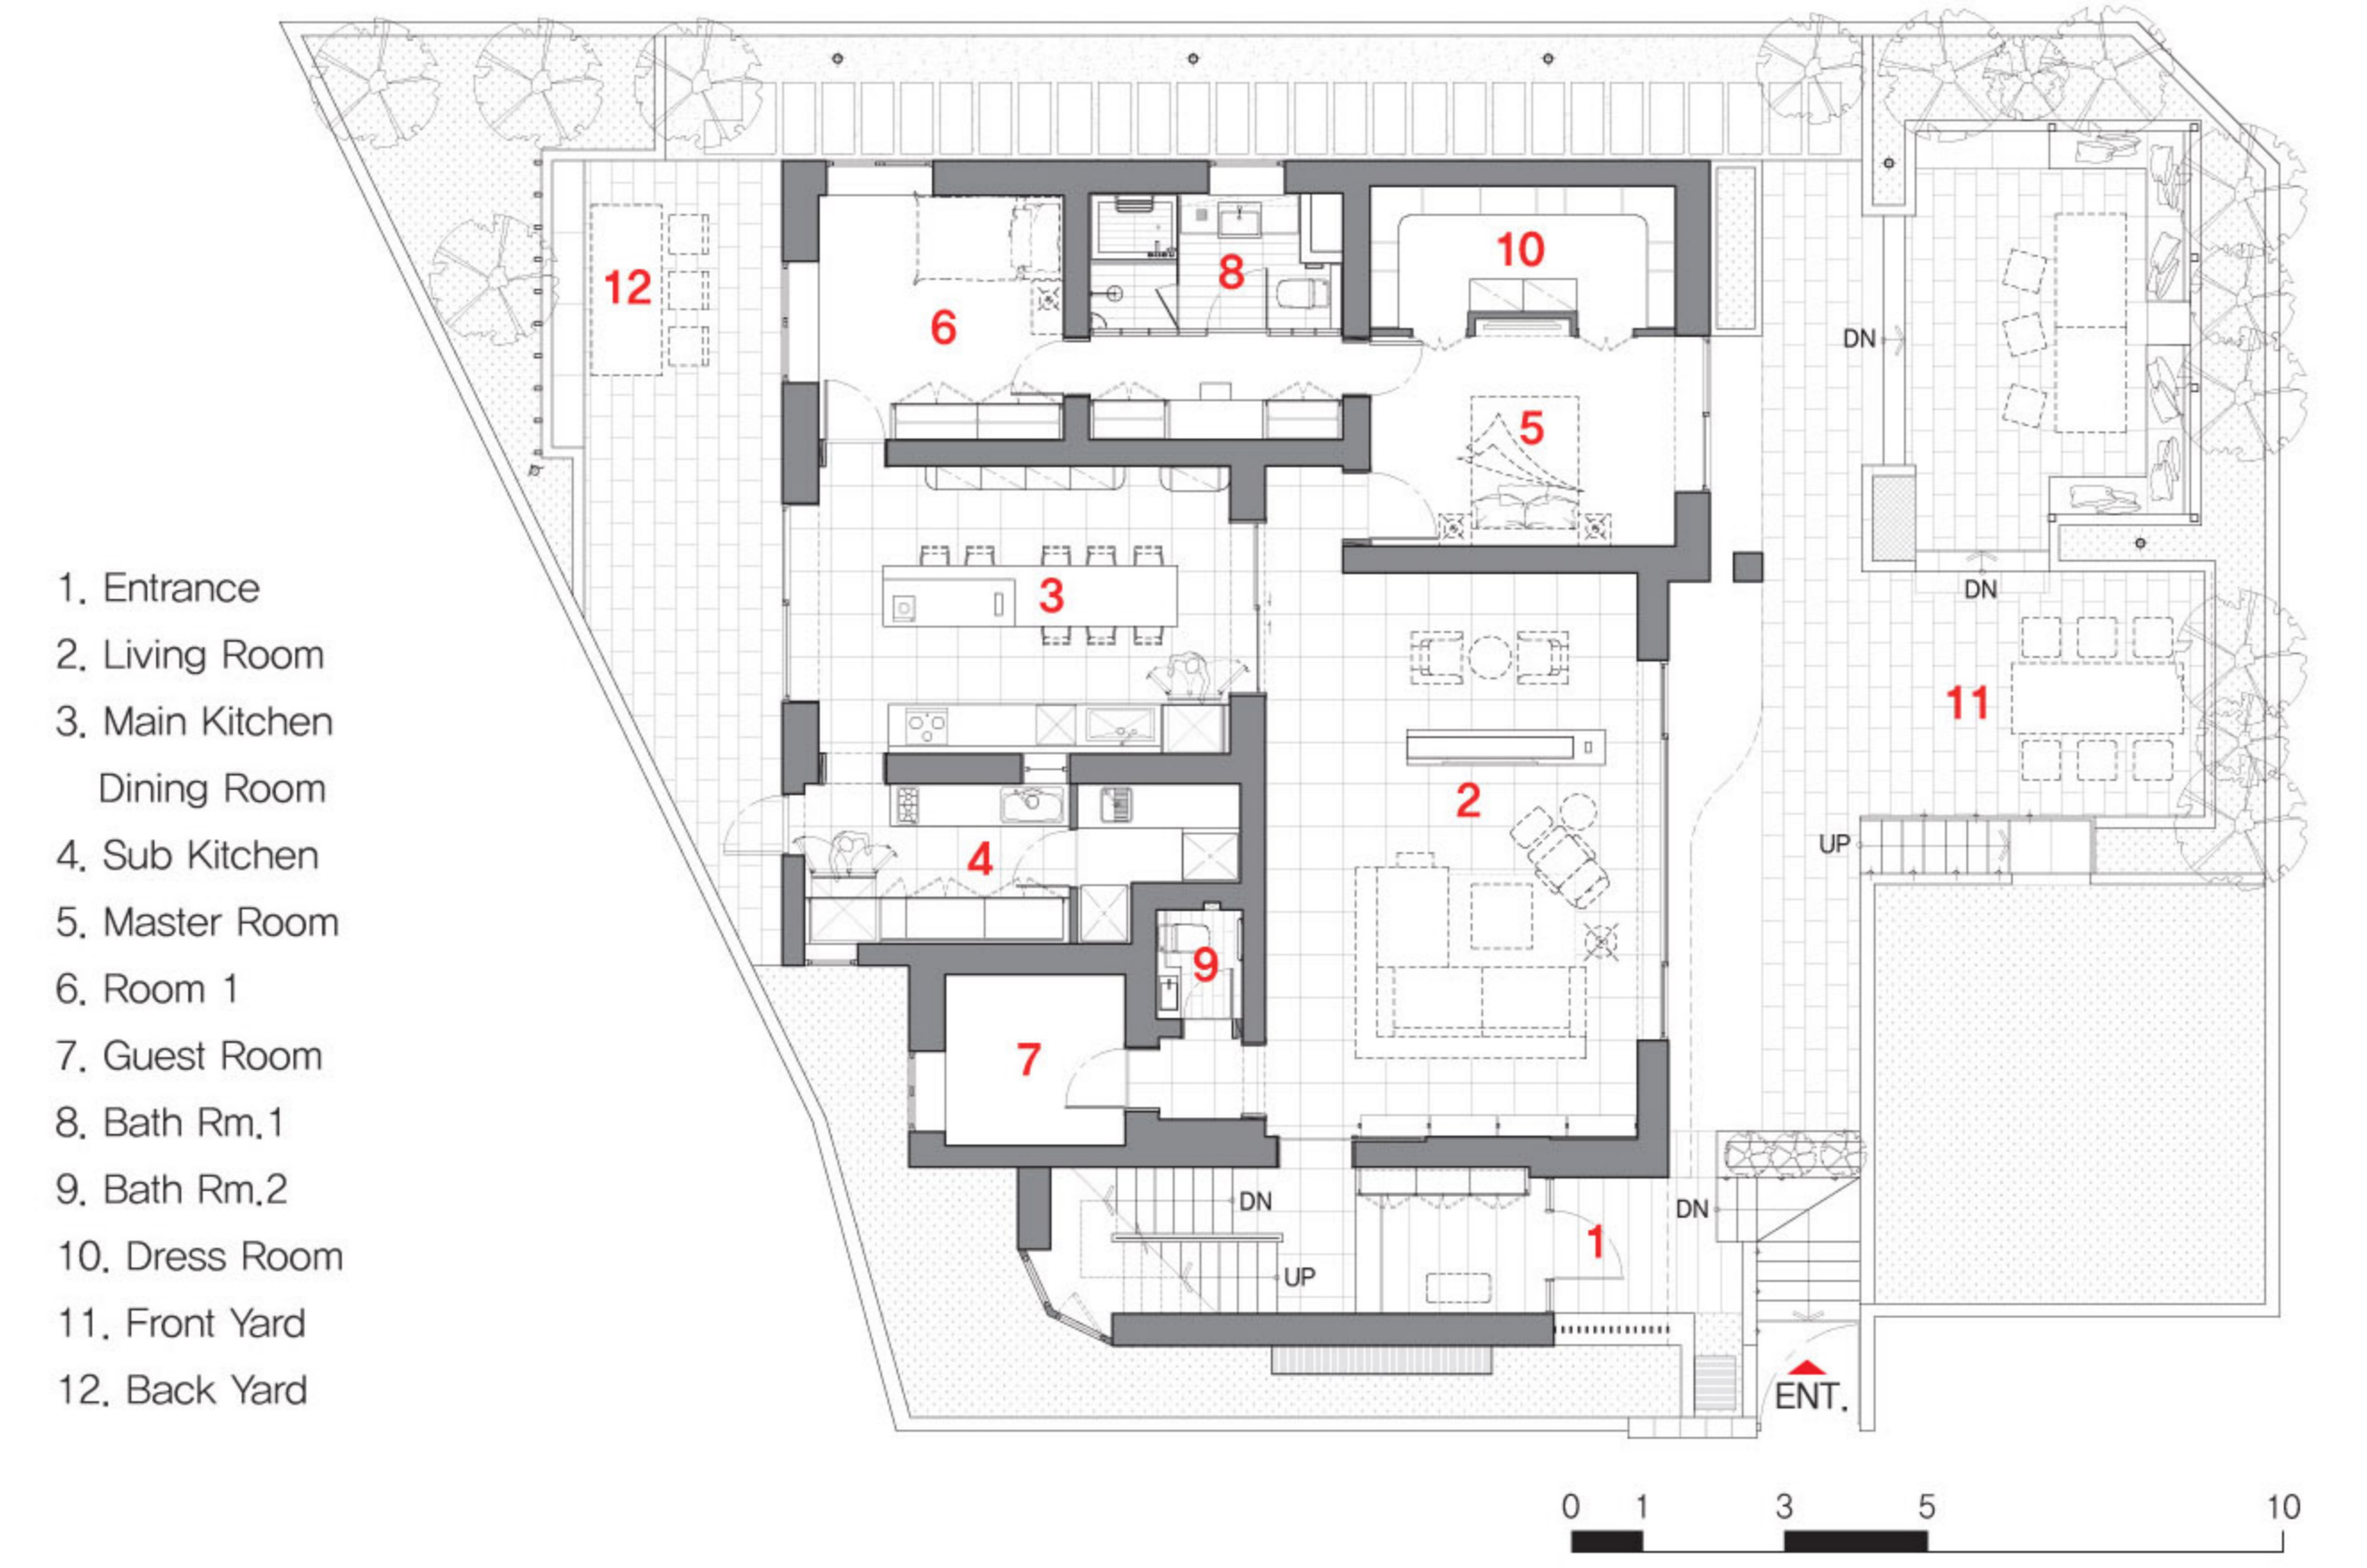 12
6
8
10
5
DN
DN
3
11
2
UP
4
9
7
DN
UP
1
DN
ENT.
1. Entrance
2. Living Room
3. Main Kitchen
Dining Room
4. Sub Kitchen
5. Master Room
6. Room 1
7. Guest Room
8. Bath Rm.1
9. Bath Rm.2
10. Dress Room
11. Front Yard
12. Back Yard
0 1 3 5 10